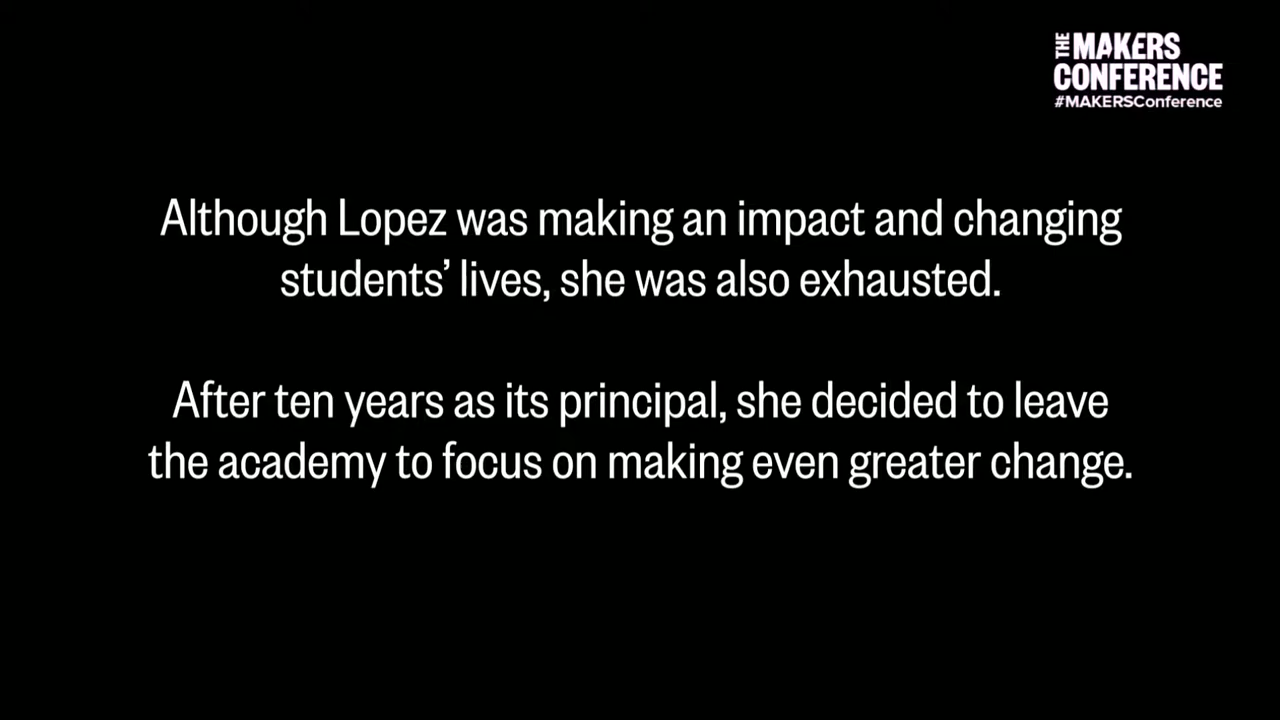 THE MAKERS
CONFERENCE
#MAKERSConference
Although Lopez was making an impact and changing
students’ lives, she was also exhausted.
After ten years as its principal, she decided to leave
the academy to focus on making even greater change.